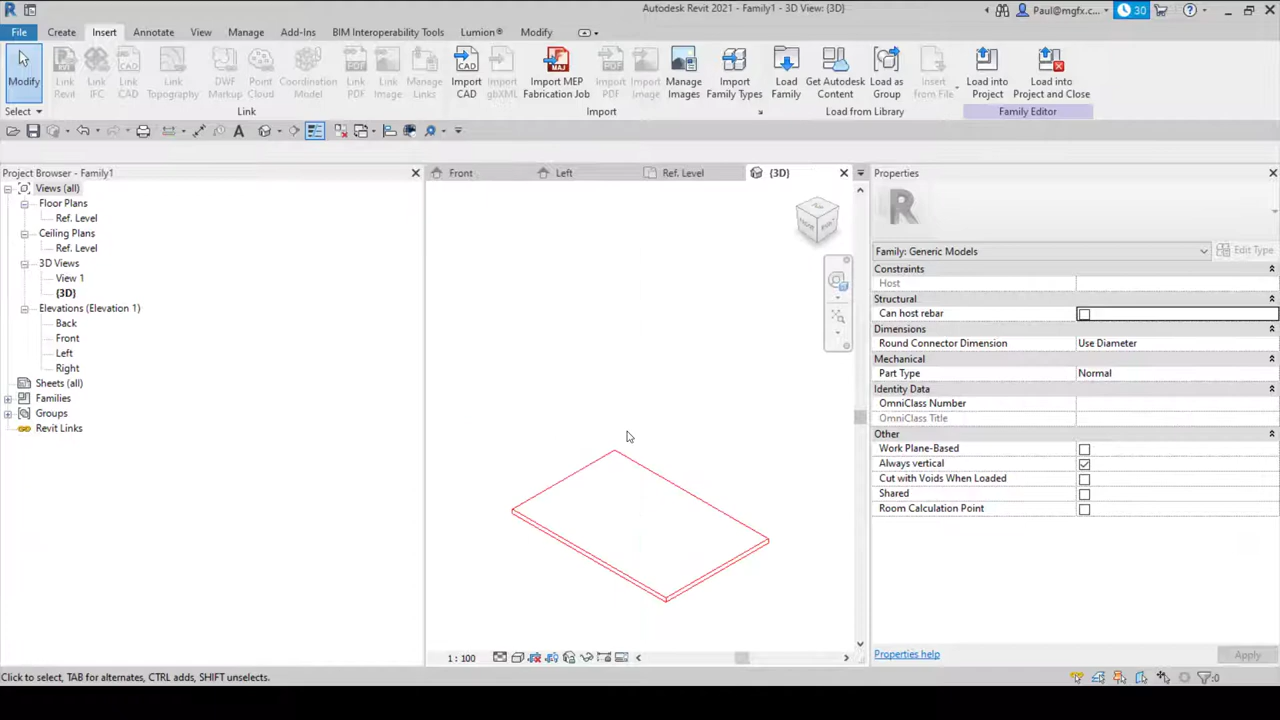 Autodesk Revit 2021 - Family1 - 3D View: {3D}
Paul@mgfx.c...
30
File Create Insert Annotate View Manage Add-Ins BIM Interoperability Tools Lumion® Modify
Modify
Link Revit
Link IFC
Link CAD
Link Topography
DWF Markup
Point Cloud
Coordination Model
Link PDF
Link Image
Manage Links
Import CAD
Import gbXML
Import MEP Fabrication Job
Import PDF
Import Image
Manage Images
Import Family Types
Load Family
Get Autodesk Content
Load as Group
Insert from File
Load into Project
Load into Project and Close
Select Link Import Load from Library Family Editor
Project Browser - Family1
Views (all)
Floor Plans
Ref. Level
Ceiling Plans
Ref. Level
3D Views
View 1
{3D}
Elevations (Elevation 1)
Back
Front
Left
Right
Sheets (all)
Families
Groups
Revit Links
Front Left Ref. Level {3D}
1 : 100
Properties
Family: Generic Models Edit Type
Constraints
Host
Structural
Can host rebar
Dimensions
Round Connector Dimension Use Diameter
Mechanical
Part Type Normal
Identity Data
OmniClass Number
OmniClass Title
Other
Work Plane-Based
Always vertical
Cut with Voids When Loaded
Shared
Room Calculation Point
Properties help Apply
Click to select, TAB for alternates, CTRL adds, SHIFT unselects.
:0